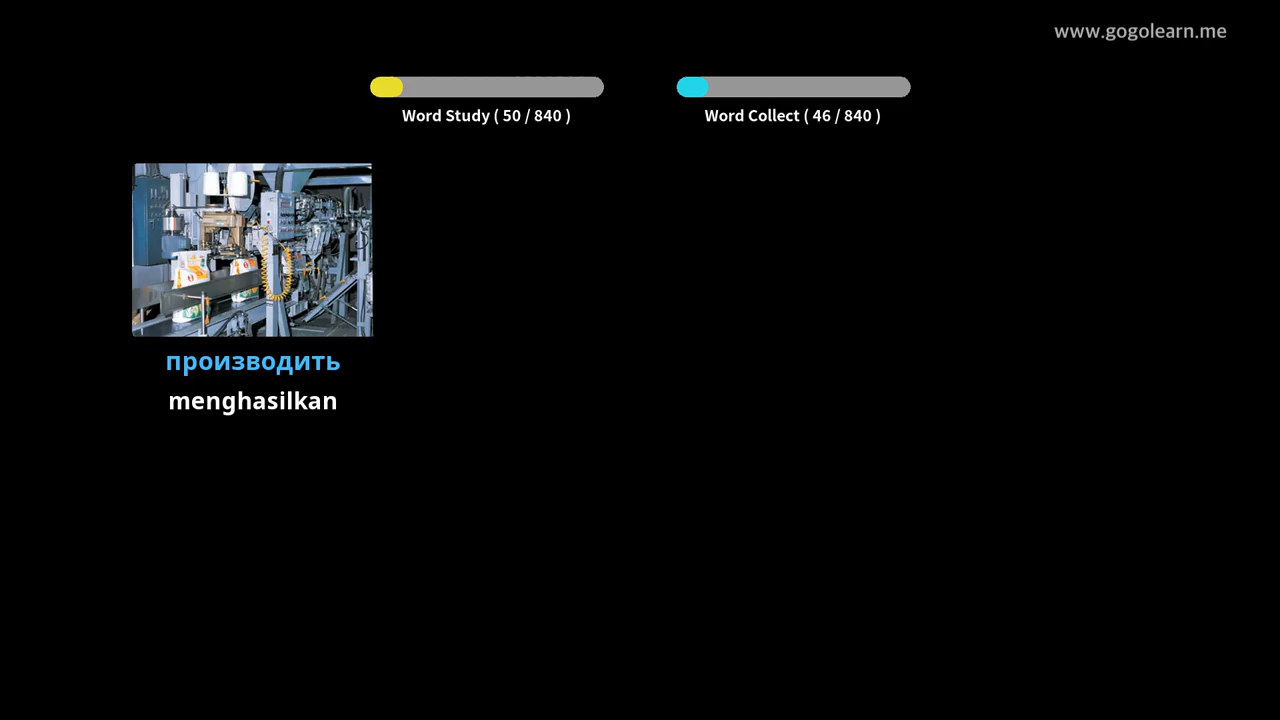 www.gogolearn.me
Word Study ( 50 / 840 )
Word Collect ( 46 / 840 )
производить
menghasilkan